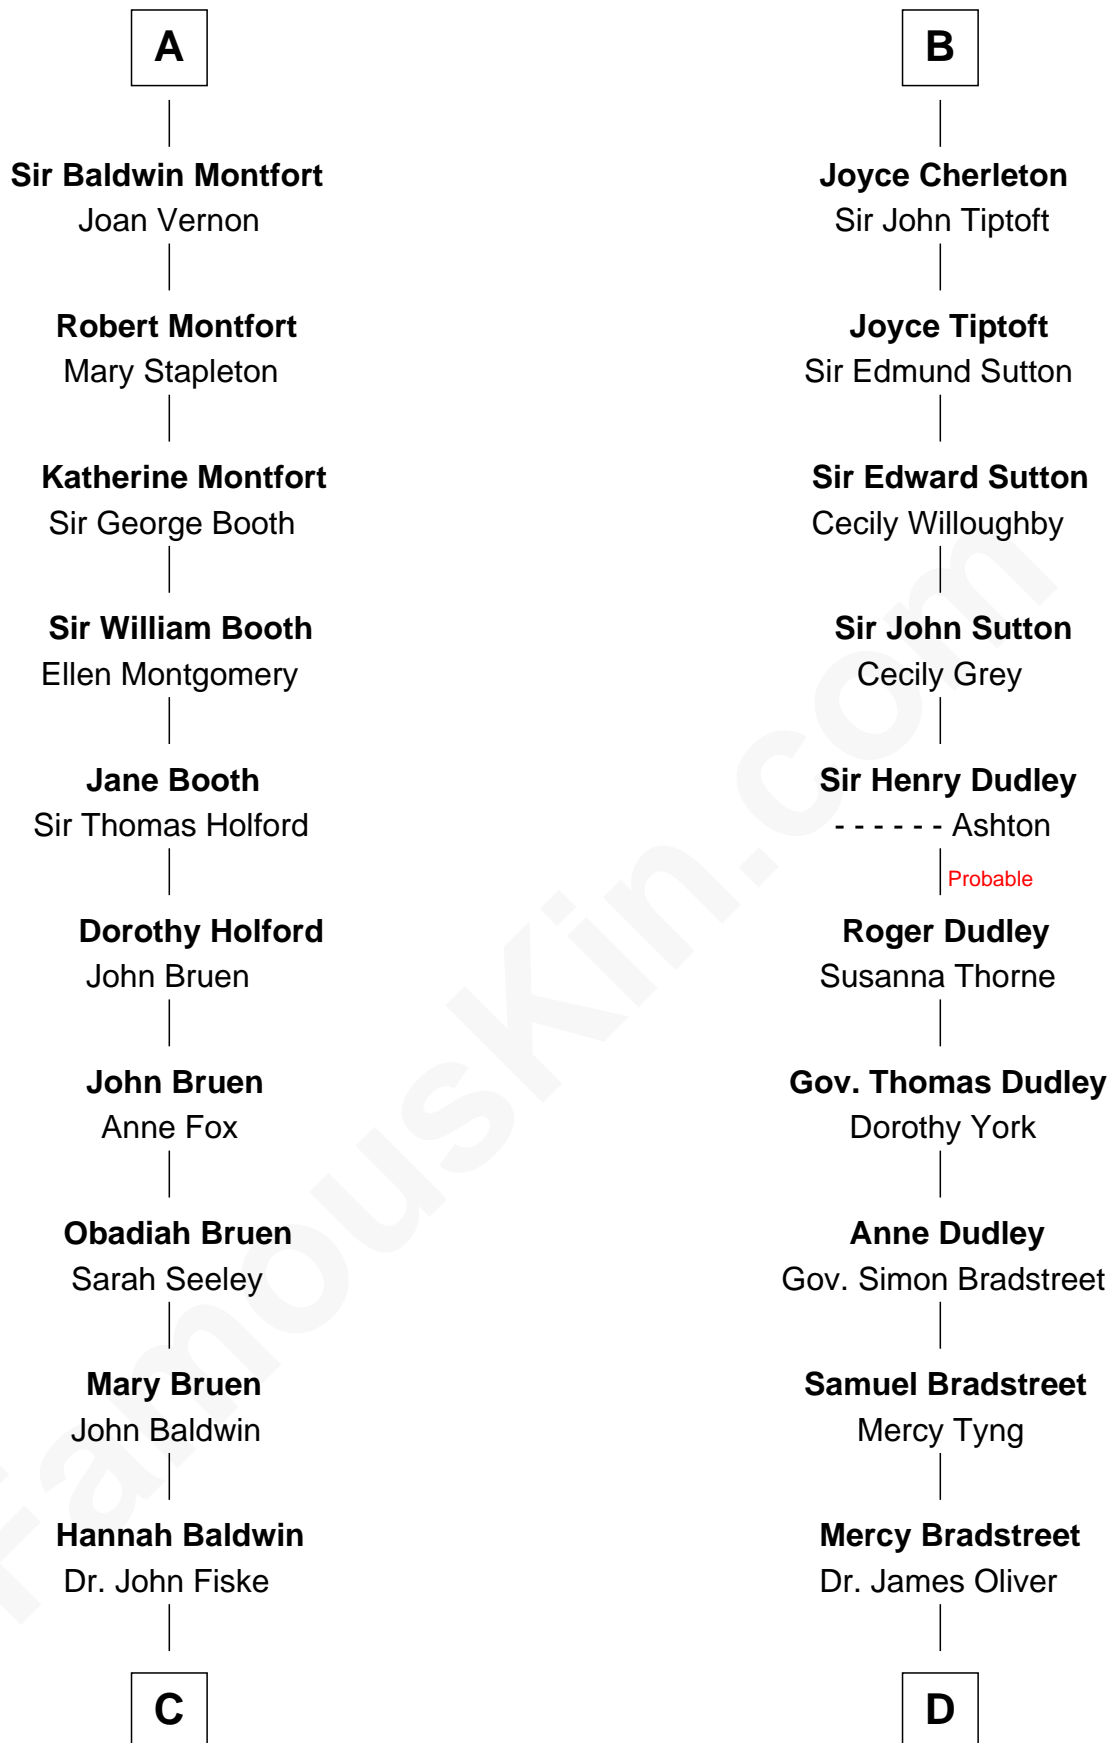 A
Sir Baldwin Montfort
Joan Vernon
Robert Montfort
Mary Stapleton
Katherine Montfort
Sir George Booth
Sir William Booth
Ellen Montgomery
Jane Booth
Sir Thomas Holford
Dorothy Holford
John Bruen
John Bruen
Anne Fox
Obadiah Bruen
Sarah Seeley
Mary Bruen
John Baldwin
Hannah Baldwin
Dr. John Fiske
C
B
Joyce Cherleton
Sir John Tiptoft
Joyce Tiptoft
Sir Edmund Sutton
Sir Edward Sutton
Cecily Willoughby
Sir John Sutton
Cecily Grey
Sir Henry Dudley
- - - - - - Ashton
Probable
Roger Dudley
Susanna Thorne
Gov. Thomas Dudley
Dorothy York
Anne Dudley
Gov. Simon Bradstreet
Samuel Bradstreet
Mercy Tyng
Mercy Bradstreet
Dr. James Oliver
D
FamousKin.com